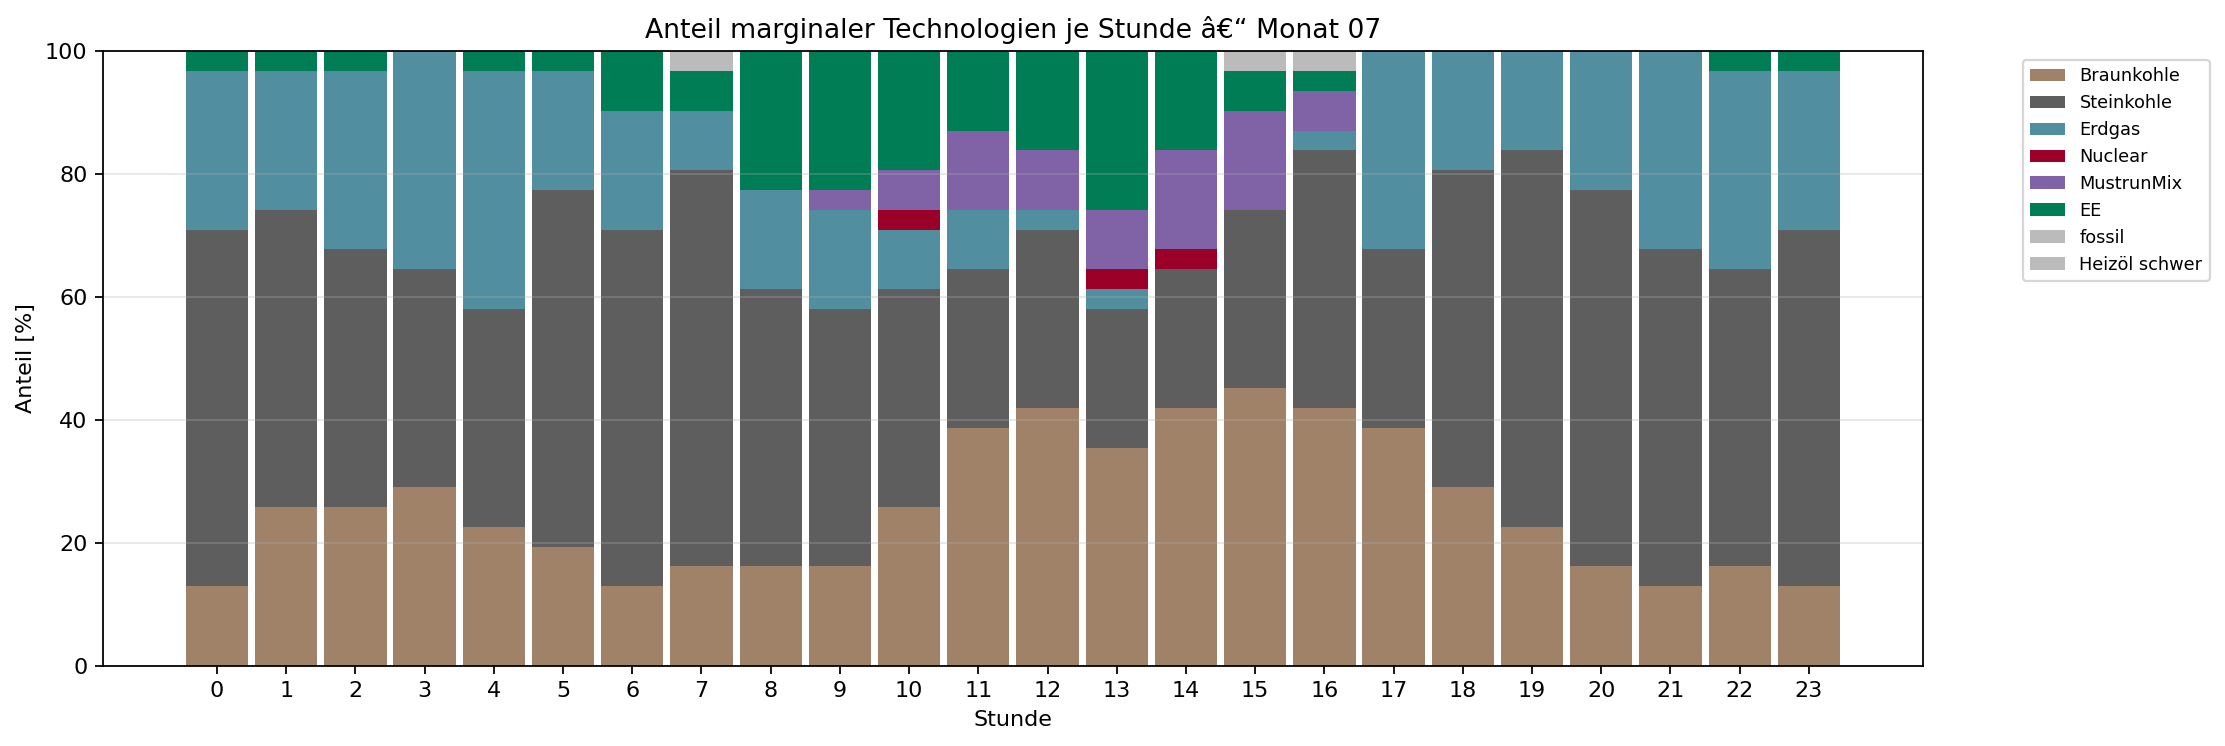 Anteil marginaler Technologien je Stunde â€“ Monat 07
Anteil [%]
100
80
60
40
20
0
0 1 2 3 4 5 6 7 8 9 10 11 12 13 14 15 16 17 18 19 20 21 22 23
Stunde
Braunkohle
Steinkohle
Erdgas
Nuclear
MustrunMix
EE
fossil
Heizöl schwer